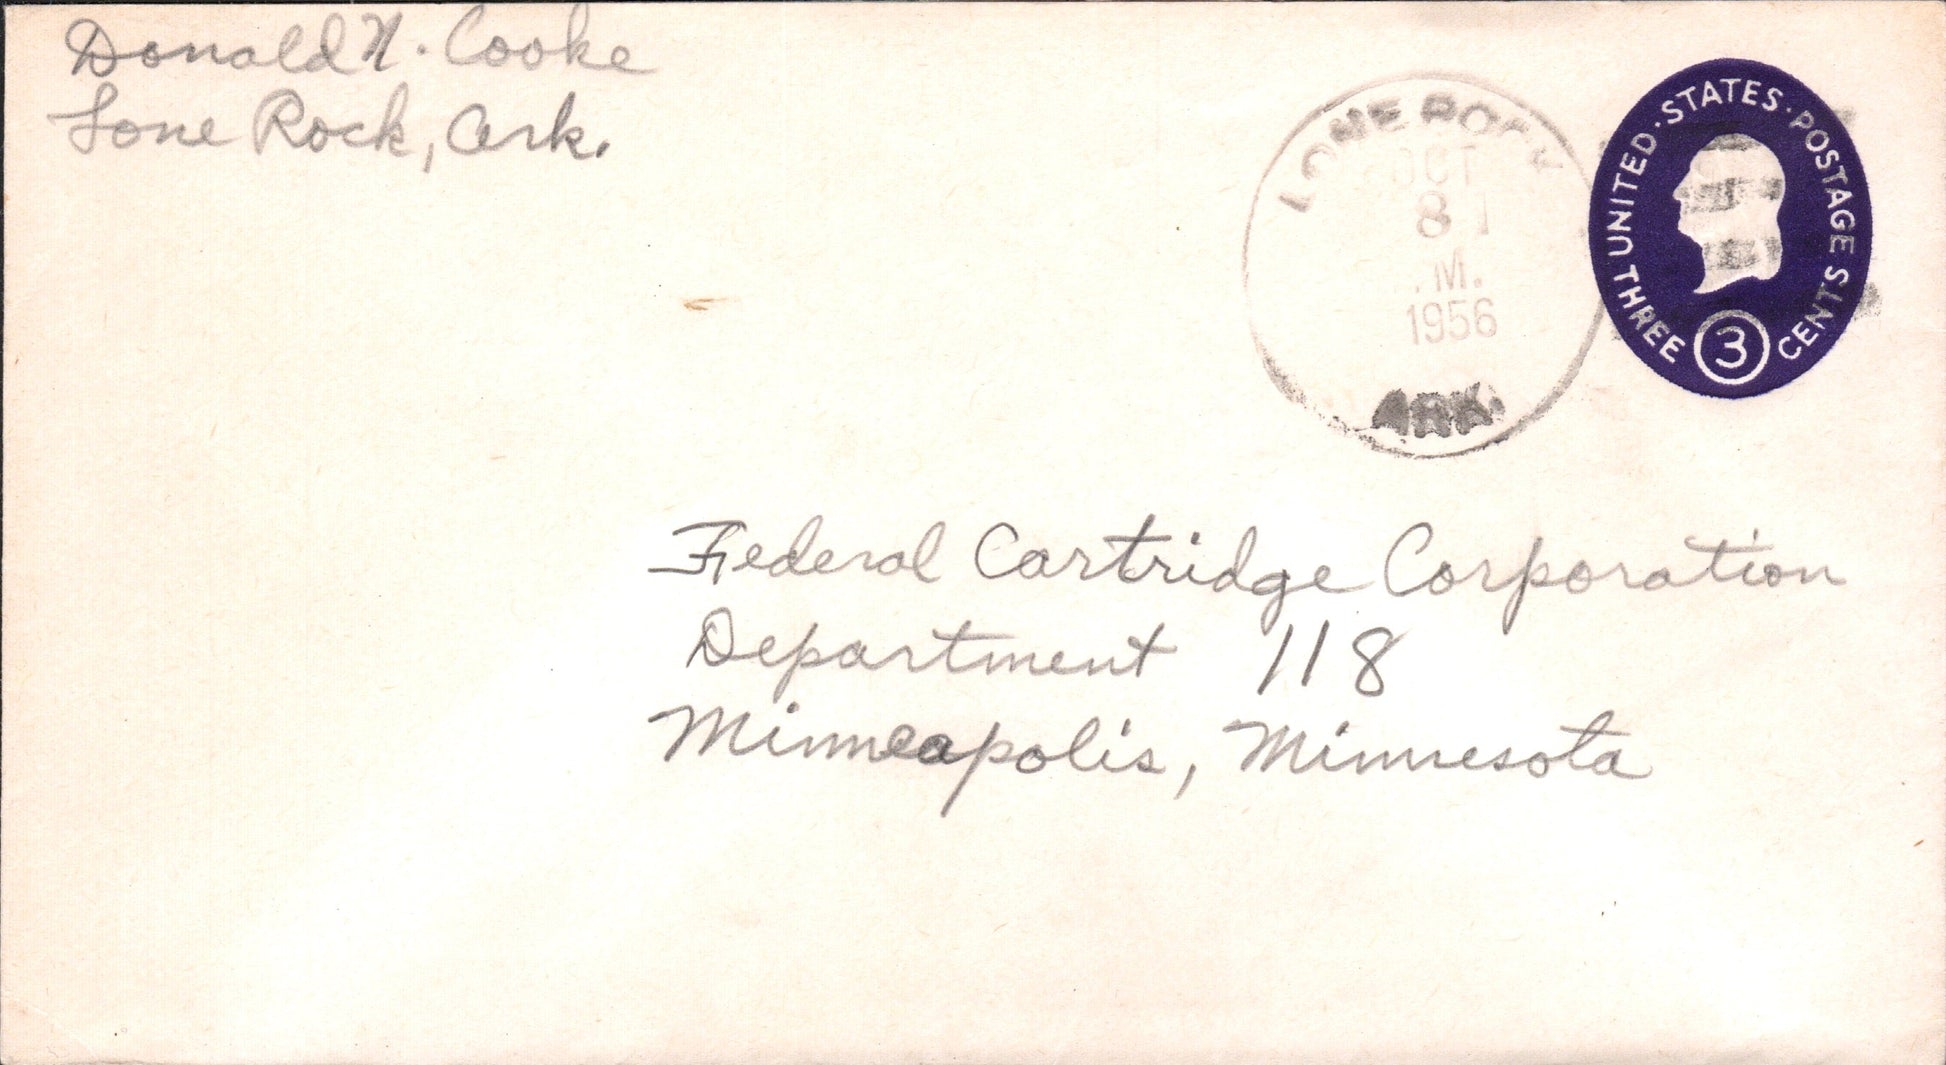 Donald N. Cooke
Lone Rock, Ark.
LONE ROCK
OCT
8
M.
1956
ARK.
UNITED · STATES · POSTAGE
THREE 3 CENTS
Federal Cartridge Corporation
Department 118
Minneapolis, Minnesota